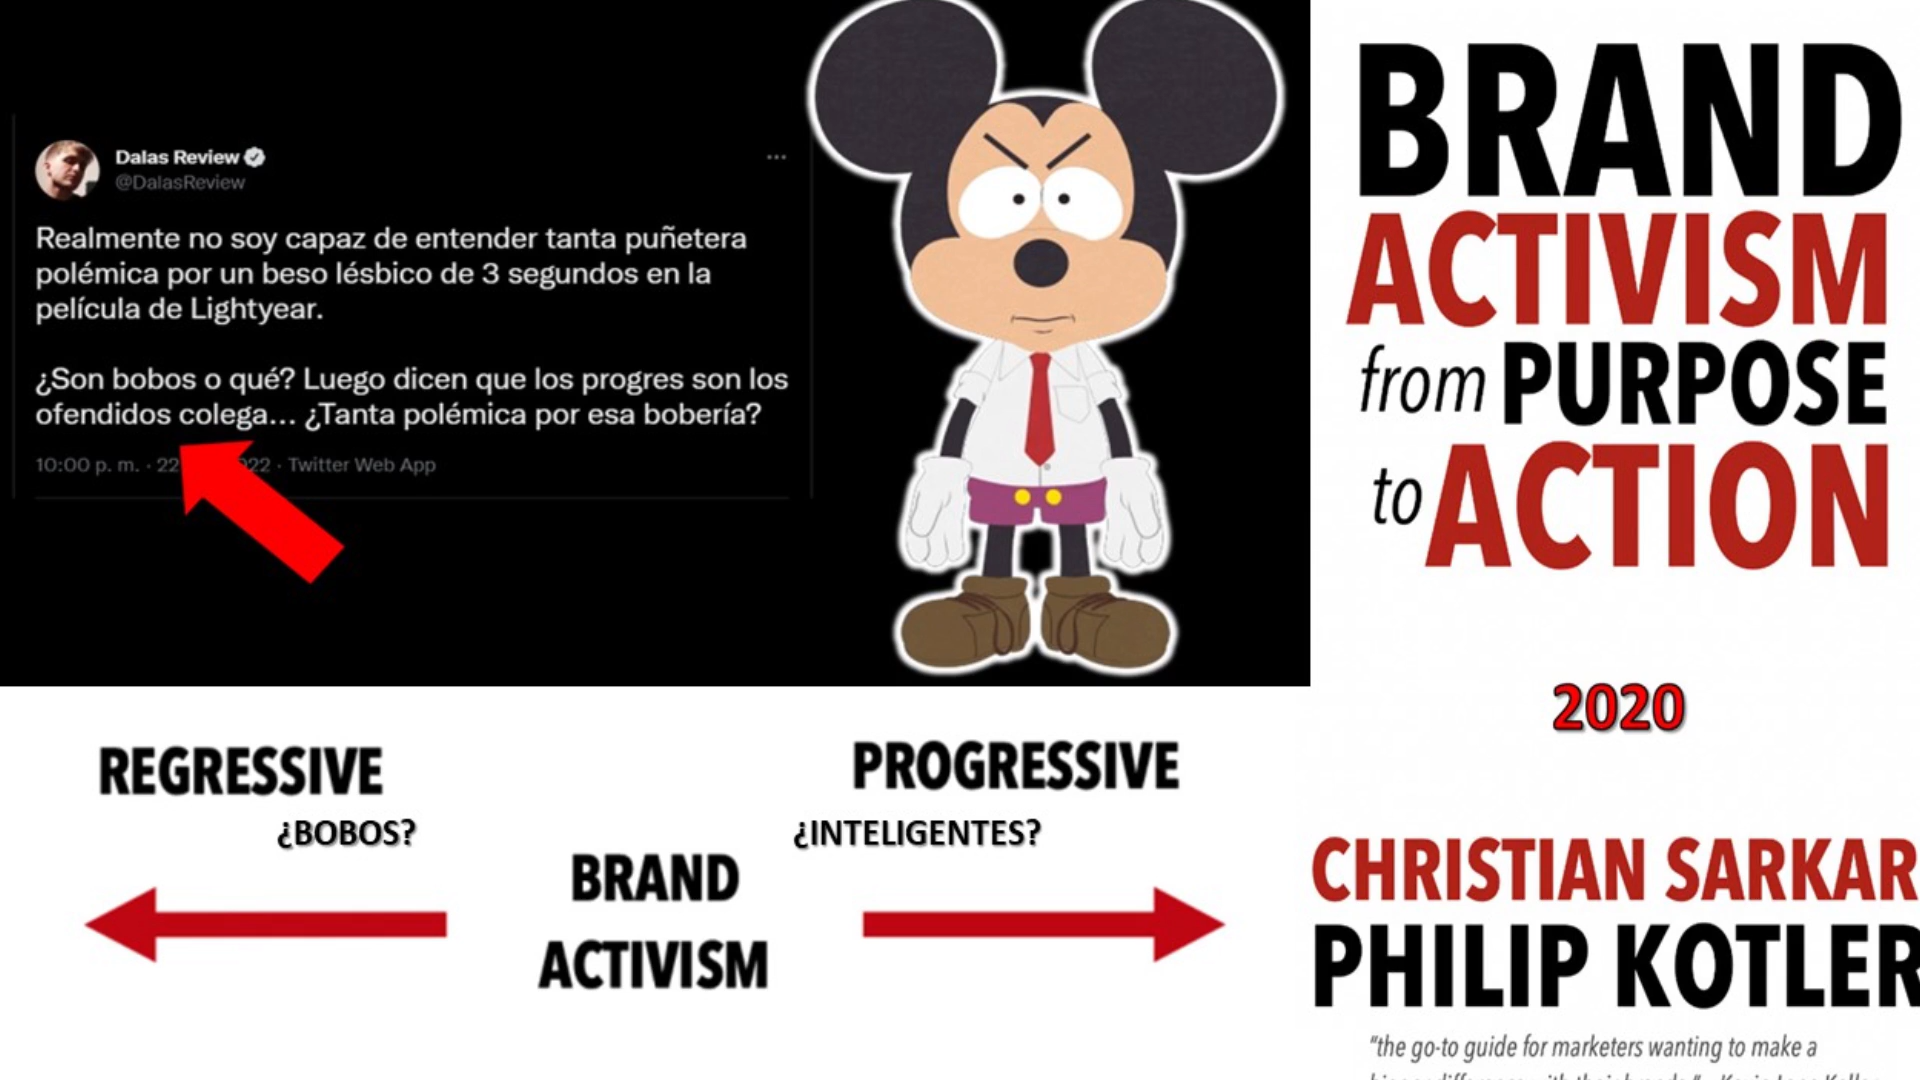 Dalas Review
@DalasReview
Realmente no soy capaz de entender tanta puñetera
polémica por un beso lésbico de 3 segundos en la
película de Lightyear.
¿Son bobos o qué? Luego dicen que los progres son los
ofendidos colega... ¿Tanta polémica por esa bobería?
10:00 p. m. · 22 22 · Twitter Web App
BRAND
ACTIVISM
from PURPOSE
to ACTION
2020
CHRISTIAN SARKAR
PHILIP KOTLER
"the go-to guide for marketers wanting to make a
REGRESSIVE
¿BOBOS?
PROGRESSIVE
¿INTELIGENTES?
BRAND
ACTIVISM